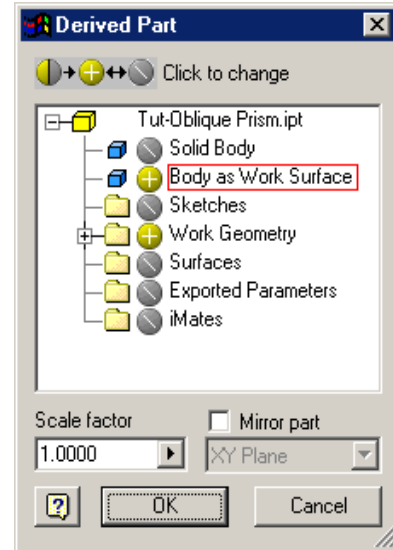 Derived Part
Click to change
Tut-Oblique Prism.ipt
Solid Body
Body as Work Surface
Sketches
Work Geometry
Surfaces
Exported Parameters
iMates
Scale factor
Mirror part
1.0000
XY Plane
OK
Cancel